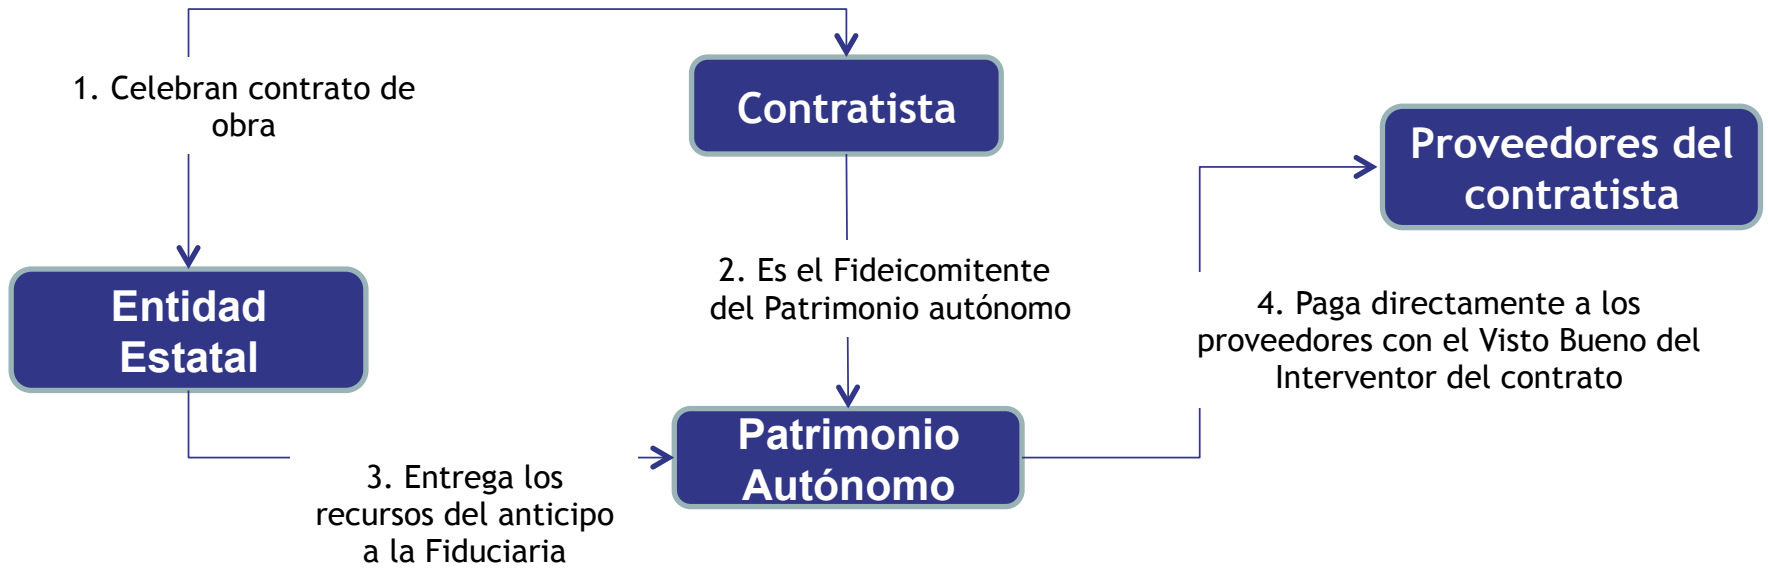 1. Celebran contrato de
obra
Contratista
Proveedores del
contratista
Entidad
Estatal
2. Es el Fideicomitente
del Patrimonio autónomo
4. Paga directamente a los
proveedores con el Visto Bueno del
Interventor del contrato
Patrimonio
Autónomo
3. Entrega los
recursos del anticipo
a la Fiduciaria